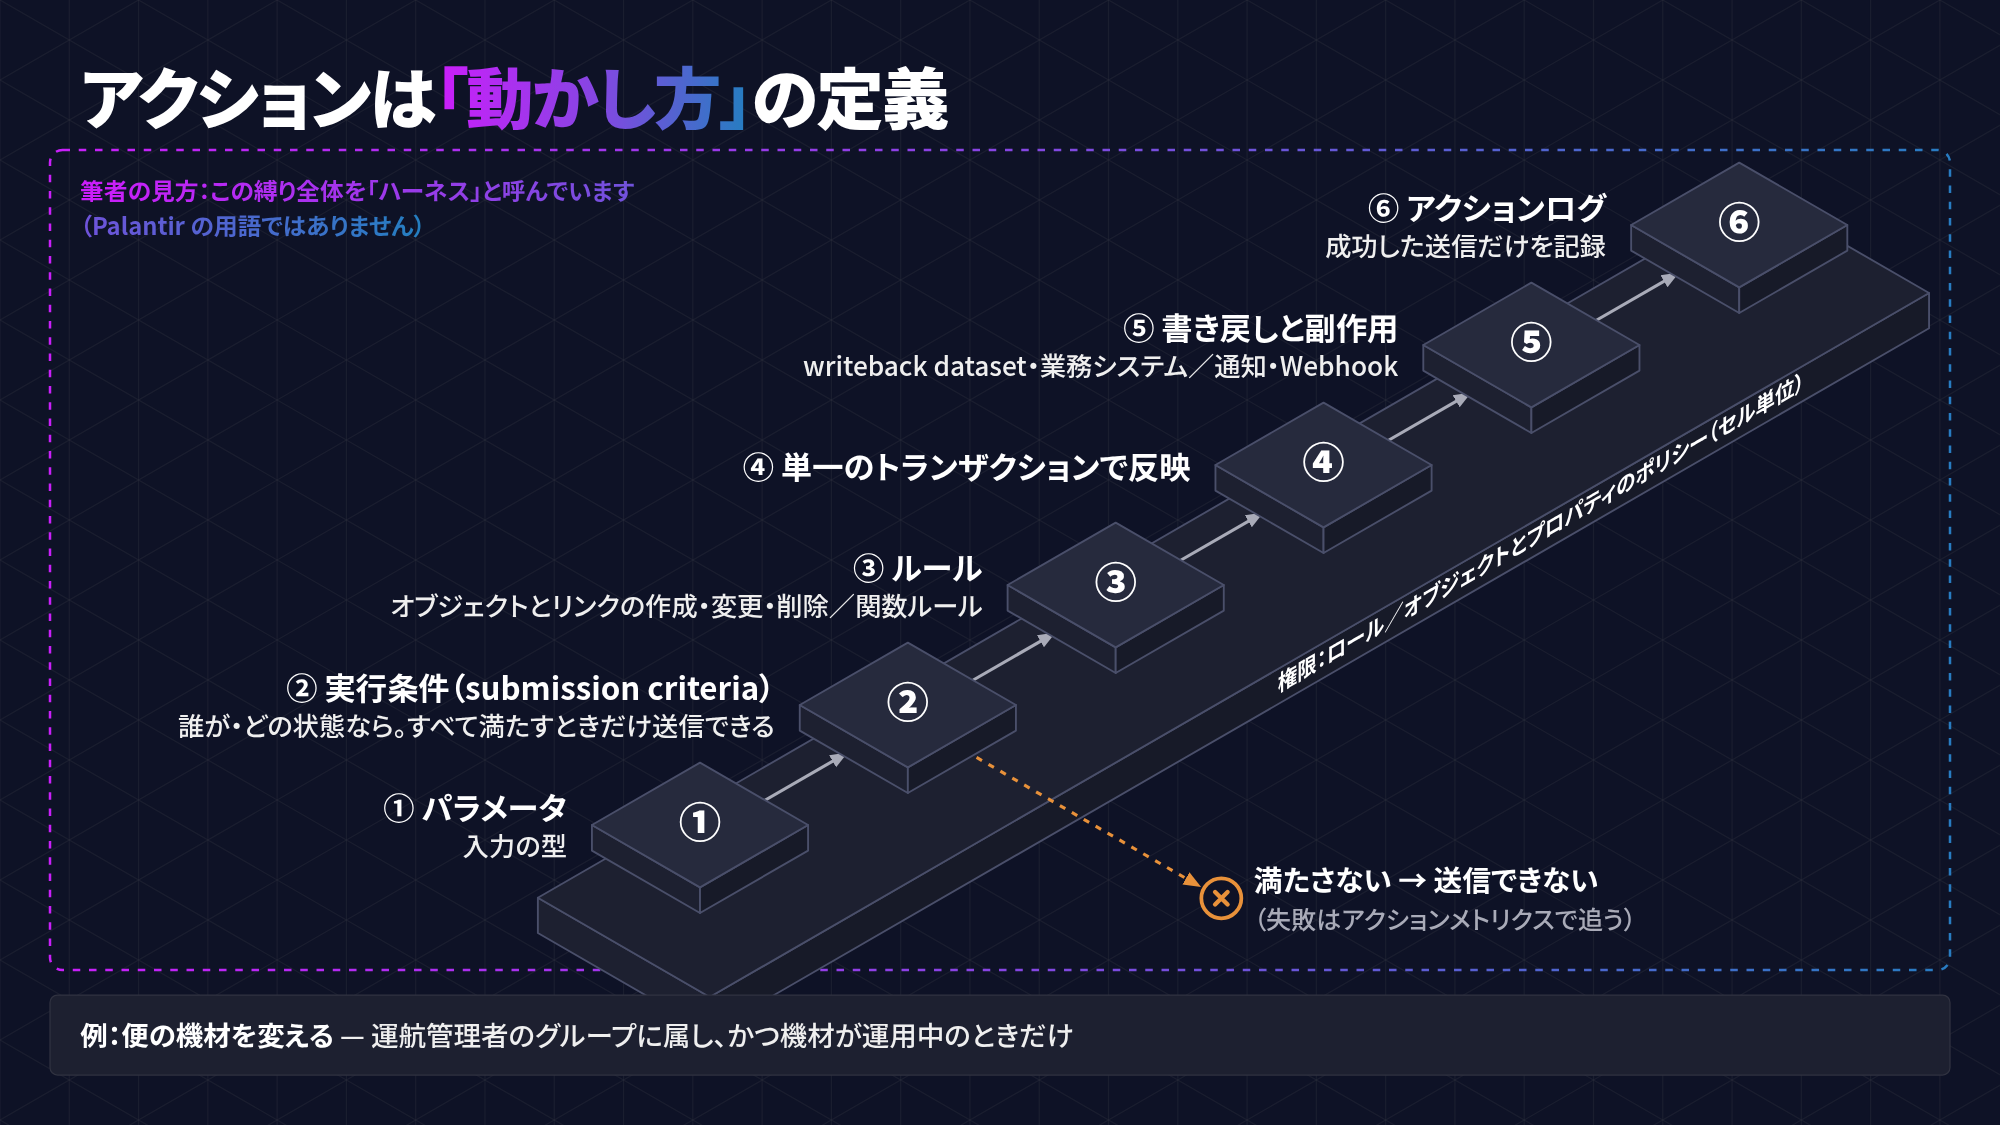 アクションは「動かし方」の定義
筆者の見方：この縛り全体を「ハーネス」と呼んでいます
（Palantir の用語ではありません）
⑥ アクションログ
成功した送信だけを記録
⑥
⑤ 書き戻しと副作用
writeback dataset・業務システム／通知・Webhook
⑤
④ 単一のトランザクションで反映
④
③ ルール
オブジェクトとリンクの作成・変更・削除／関数ルール
③
② 実行条件（submission criteria）
誰が・どの状態なら。すべて満たすときだけ送信できる
②
① パラメータ
入力の型
①
権限：ロール／オブジェクトとプロパティのポリシー（セル単位）
満たさない → 送信できない
（失敗はアクションメトリクスで追う）
例：便の機材を変える — 運航管理者のグループに属し、かつ機材が運用中のときだけ